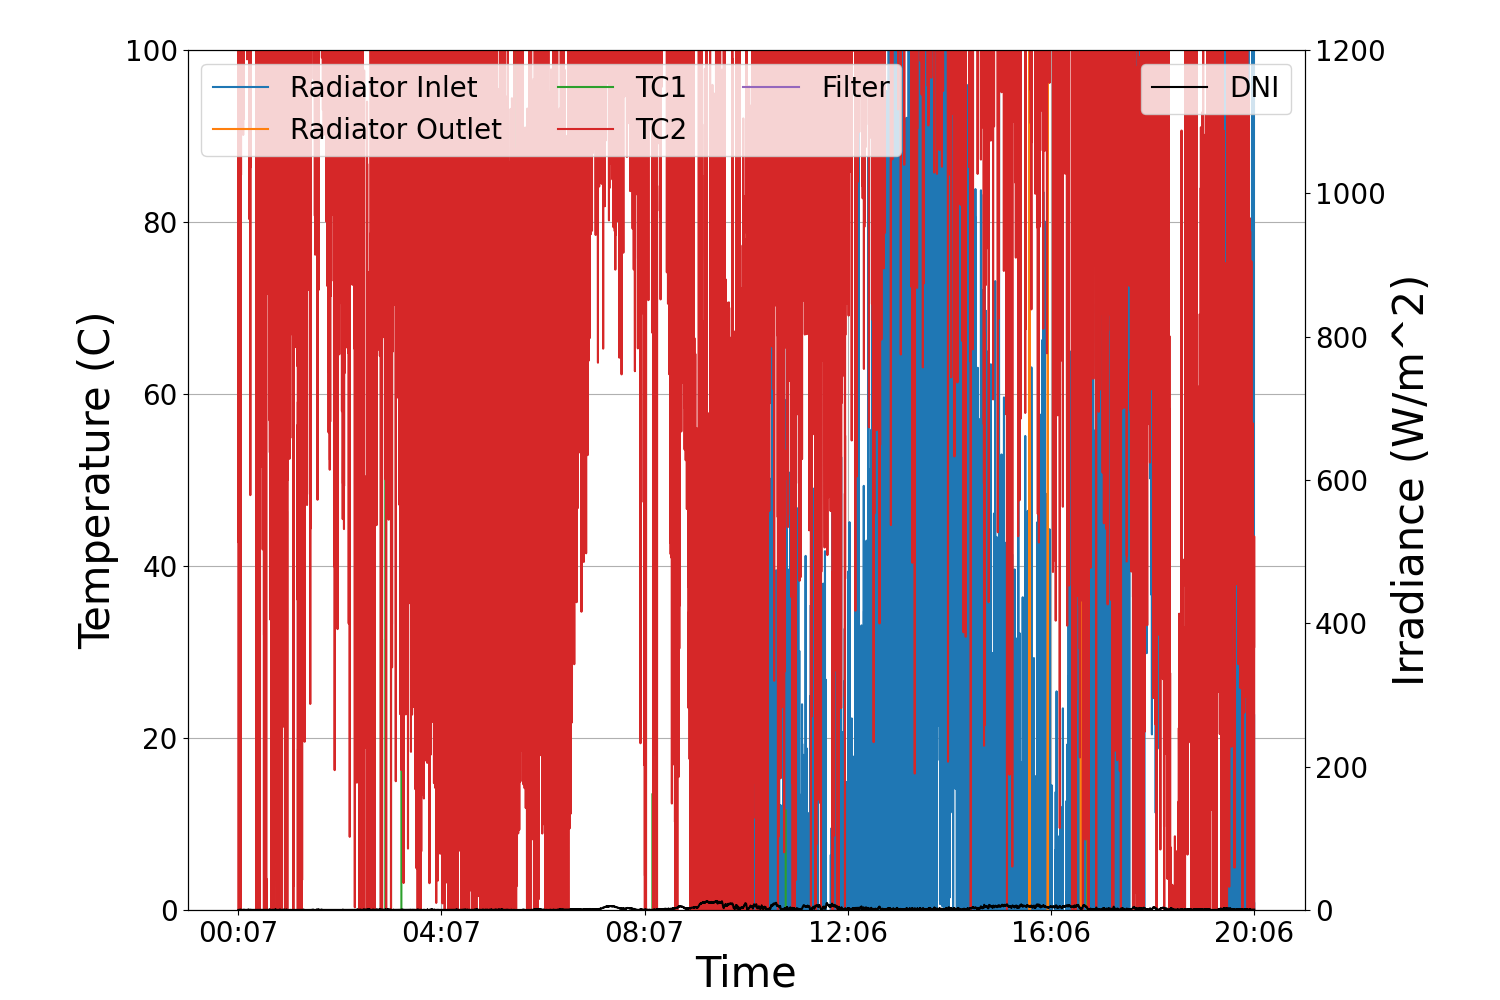 100
80
60
40
20
0
Temperature (C)
Radiator Inlet
Radiator Outlet
TC1
TC2
Filter
DNI
1200
1000
800
600
400
200
0
Irradiance (W/m^2)
00:07 04:07 08:07 12:06 16:06 20:06
Time